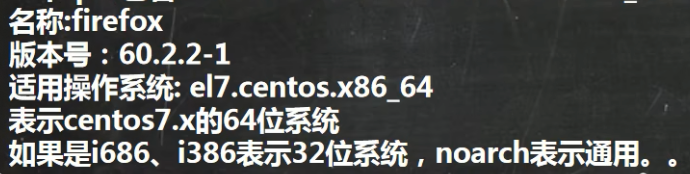 名称:firefox
版本号：60.2.2-1
适用操作系统: el7.centos.x86_64
表示centos7.x的64位系统
如果是i686、i386表示32位系统，noarch表示通用。。